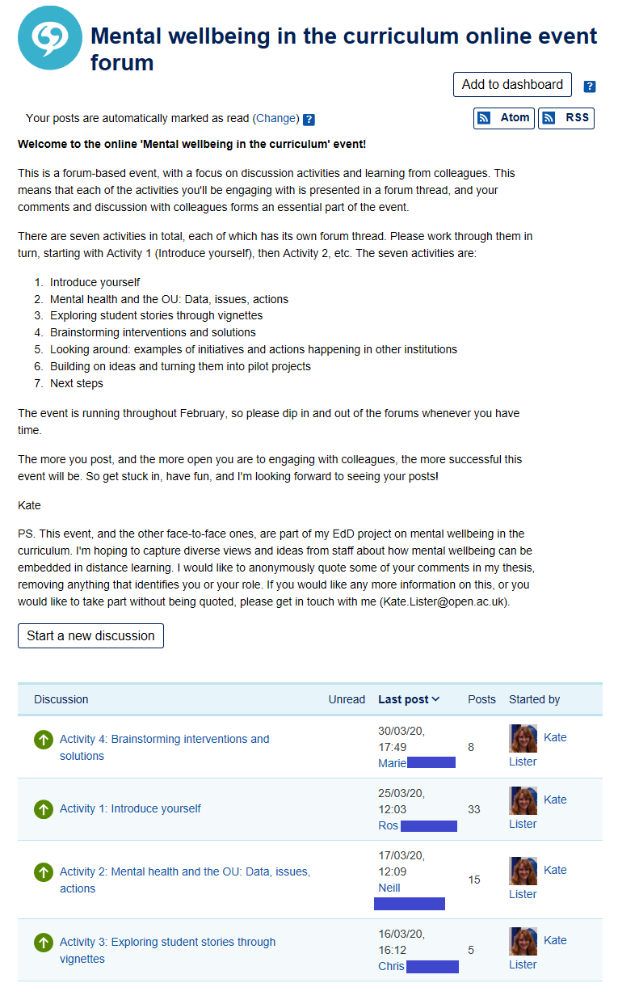 Mental wellbeing in the curriculum online event
forum
Add to dashboard ?
Your posts are automatically marked as read (Change) ?
Atom RSS
Welcome to the online 'Mental wellbeing in the curriculum' event!
This is a forum-based event, with a focus on discussion activities and learning from colleagues. This
means that each of the activities you'll be engaging with is presented in a forum thread, and your
comments and discussion with colleagues forms an essential part of the event.
There are seven activities in total, each of which has its own forum thread. Please work through them in
turn, starting with Activity 1 (Introduce yourself), then Activity 2, etc. The seven activities are:
1. Introduce yourself
2. Mental health and the OU: Data, issues, actions
3. Exploring student stories through vignettes
4. Brainstorming interventions and solutions
5. Looking around: examples of initiatives and actions happening in other institutions
6. Building on ideas and turning them into pilot projects
7. Next steps
The event is running throughout February, so please dip in and out of the forums whenever you have
time.
The more you post, and the more open you are to engaging with colleagues, the more successful this
event will be. So get stuck in, have fun, and I'm looking forward to seeing your posts!
Kate
PS. This event, and the other face-to-face ones, are part of my EdD project on mental wellbeing in the
curriculum. I'm hoping to capture diverse views and ideas from staff about how mental wellbeing can be
embedded in distance learning. I would like to anonymously quote some of your comments in my thesis,
removing anything that identifies you or your role. If you would like any more information on this, or you
would like to take part without being quoted, please get in touch with me (Kate.Lister@open.ac.uk).
Start a new discussion
Discussion Unread Last post Posts Started by
Activity 4: Brainstorming interventions and
solutions
30/03/20,
17:49
Marie
8
Kate
Lister
Activity 1: Introduce yourself
25/03/20,
12:03
Ros
33
Kate
Lister
Activity 2: Mental health and the OU: Data, issues,
actions
17/03/20,
12:09
Neill
15
Kate
Lister
Activity 3: Exploring student stories through
vignettes
16/03/20,
16:12
Chris
5
Kate
Lister